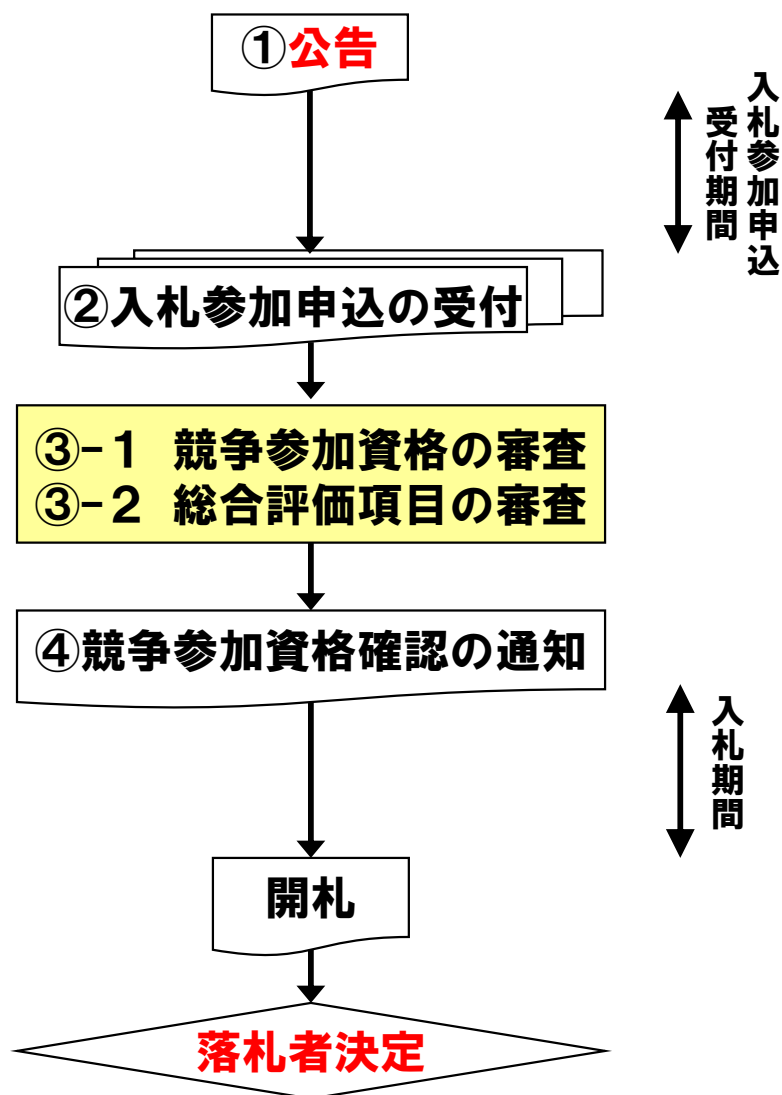 ①公告
入札参加申込
受付期間
②入札参加申込の受付
③-1 競争参加資格の審査
③-2 総合評価項目の審査
④競争参加資格確認の通知
入札期間
開札
落札者決定